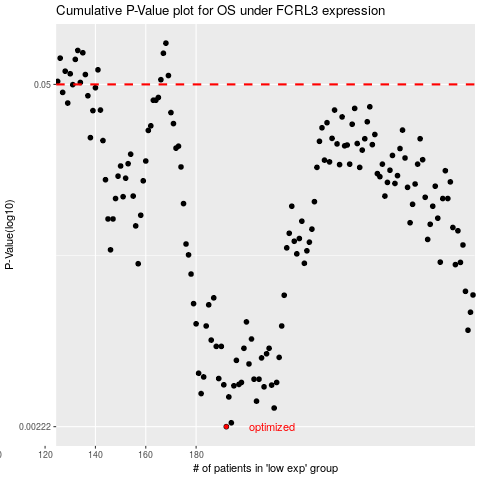 Cumulative P-Value plot for OS under FCRL3 expression
0.05
P-Value(log10)
0.00222
optimized
0 120 140 160 180
# of patients in 'low exp' group